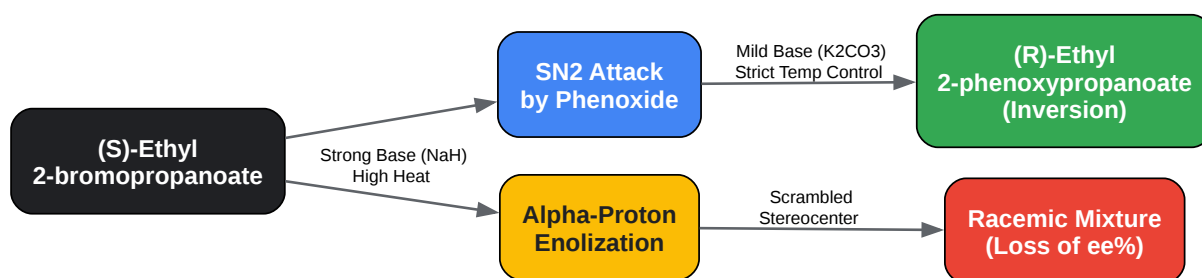 (S)-Ethyl
2-bromopropanoate
SN2 Attack
by Phenoxide
Mild Base (K2CO3)
Strict Temp Control
(R)-Ethyl
2-phenoxypropanoate
(Inversion)
Strong Base (NaH)
High Heat
Alpha-Proton
Enolization
Scrambled
Stereocenter
Racemic Mixture
(Loss of ee%)